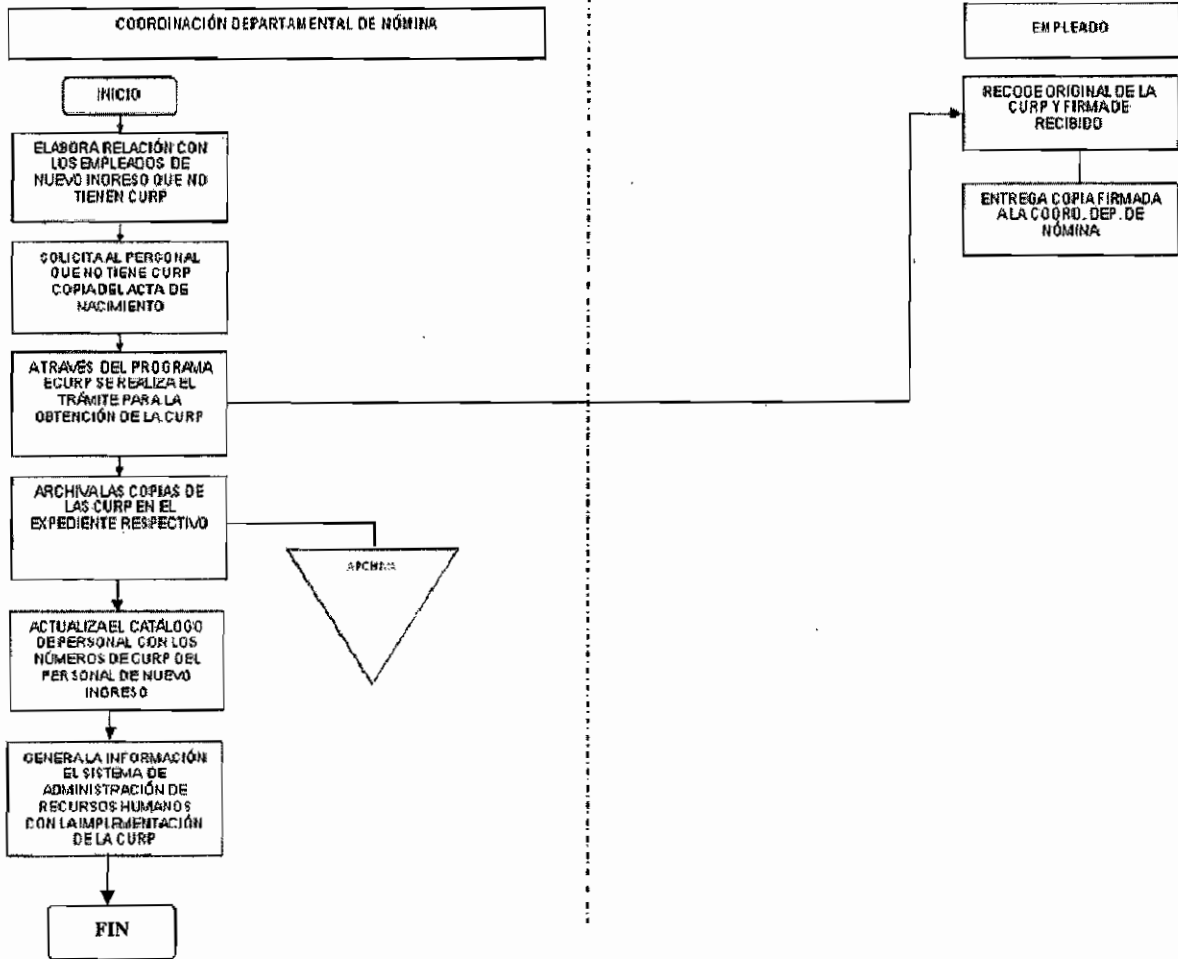 COORDINACIÓN DEPARTAMENTAL DE NÓMINA
INICIO
ELABORA RELACIÓN CON
LOS EMPLEADOS DE
NUEVO INGRESO QUE NO
TIENEN CURP
SOLICITA AL PERSONAL
QUE NO TIENE CURP
COPIA DEL ACTA DE
NACIMIENTO
ATRAVÉS DEL PROGRAMA
ECURP SE REALIZA EL
TRÁMITE PARA LA
OBTENCIÓN DE LA CURP
ARCHIVA LAS COPIAS DE
LAS CURP EN EL
EXPEDIENTE RESPECTIVO
ARCHIVA
ACTUALIZA EL CATÁLOGO
DE PERSONAL CON LOS
NÚMEROS DE CURP DEL
PERSONAL DE NUEVO
INGRESO
GENERA LA INFORMACIÓN
EL SISTEMA DE
ADMINISTRACIÓN DE
RECURSOS HUMANOS
CON LA IMPLEMENTACIÓN
DE LA CURP
FIN
EMPLEADO
RECOGE ORIGINAL DE LA
CURP Y FIRMA DE
RECIBIDO
ENTREGA COPIA FIRMADA
A LA COORD. DEP. DE
NÓMINA